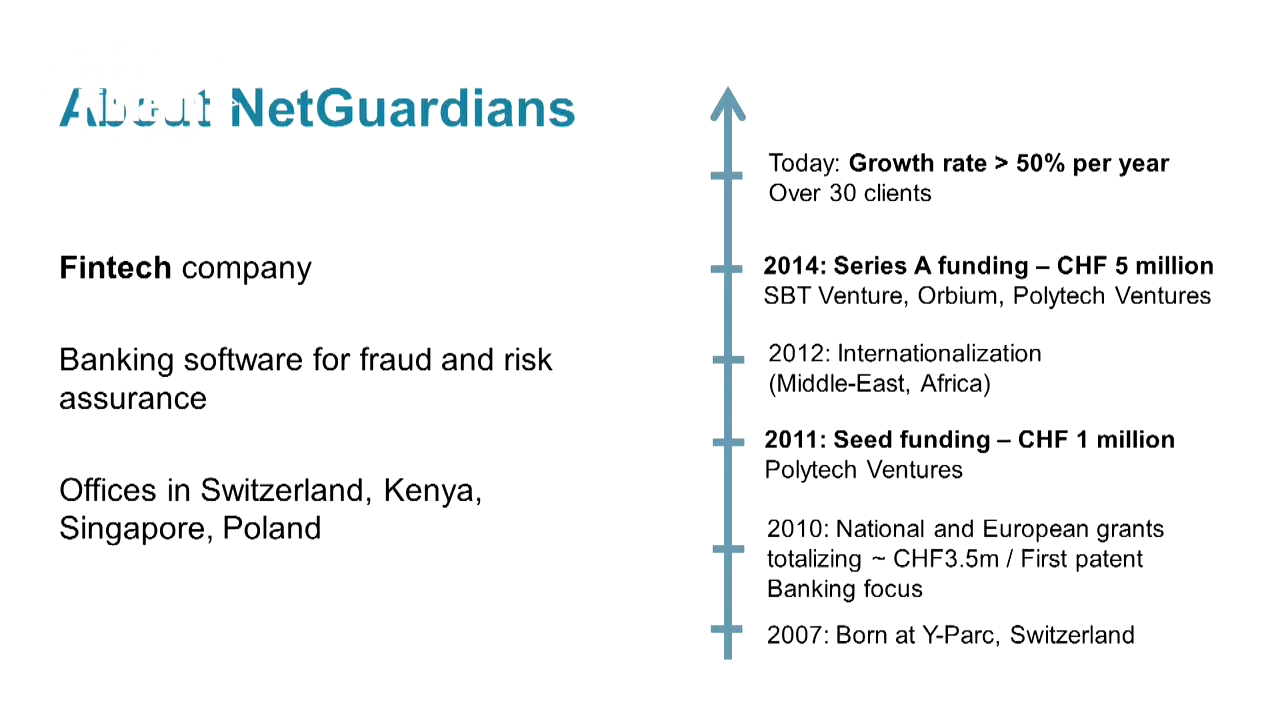 About NetGuardians
Fintech company
Banking software for fraud and risk
assurance
Offices in Switzerland, Kenya,
Singapore, Poland
Today: Growth rate > 50% per year
Over 30 clients
2014: Series A funding – CHF 5 million
SBT Venture, Orbium, Polytech Ventures
2012: Internationalization
(Middle-East, Africa)
2011: Seed funding – CHF 1 million
Polytech Ventures
2010: National and European grants
totalizing ~ CHF3.5m / First patent
Banking focus
2007: Born at Y-Parc, Switzerland